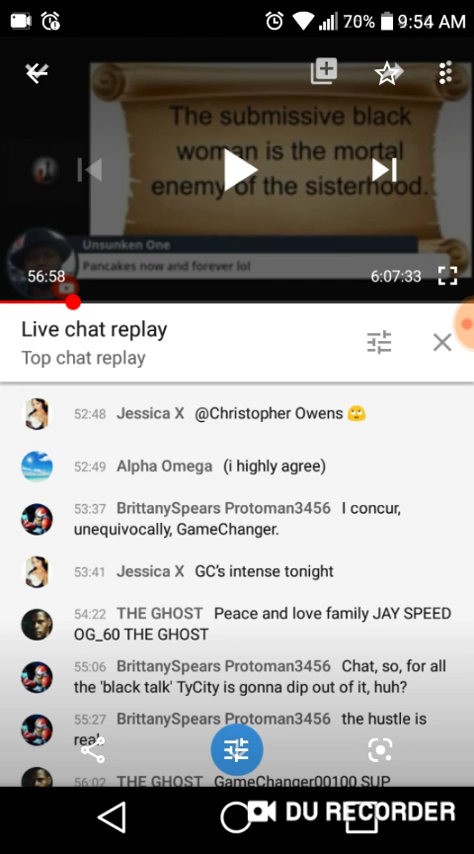 70% 9:54 AM
The submissive black
woman is the mortal
enemy of the sisterhood.
Unsunken One
Pancakes now and forever lol
56:58 6:07:33
Live chat replay
Top chat replay
52:48 Jessica X @Christopher Owens 🙄
52:49 Alpha Omega (i highly agree)
53:37 BrittanySpears Protoman3456 I concur,
unequivocally, GameChanger.
53:41 Jessica X GC's intense tonight
54:22 THE GHOST Peace and love family JAY SPEED
OG_60 THE GHOST
55:06 BrittanySpears Protoman3456 Chat, so, for all
the 'black talk' TyCity is gonna dip out of it, huh?
55:27 BrittanySpears Protoman3456 the hustle is
real
56:02 THE GHOST GameChanger00100 SUP
DU RECORDER